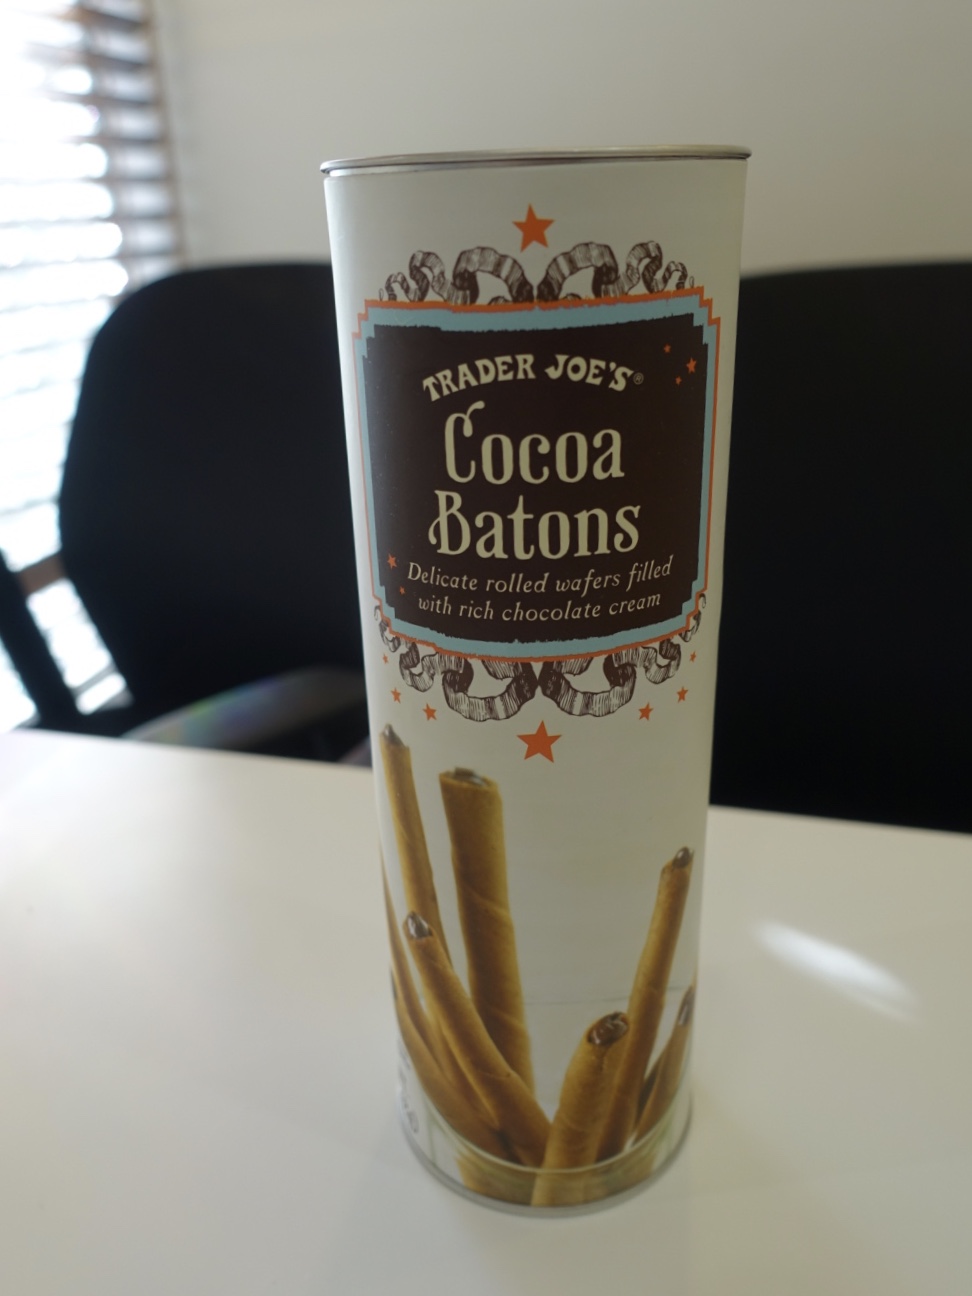 TRADER JOE'S®
Cocoa
Batons
Delicate rolled wafers filled
with rich chocolate cream